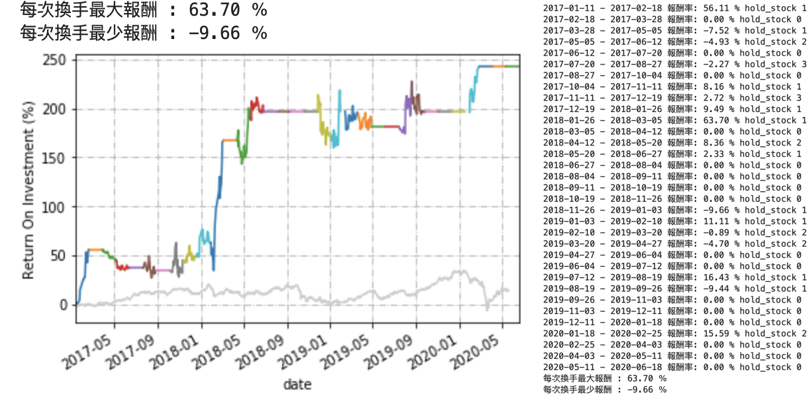 每次換手最大報酬 : 63.70 %
每次換手最少報酬 : -9.66 %
250
200
150
100
50
0
Return On Investment (%)
2017-05
2017-09
2018-01
2018-05
2018-09
2019-01
2019-05
2019-09
2020-01
2020-05
date
2017-01-11 - 2017-02-18 報酬率: 56.11 % hold_stock 1
2017-02-18 - 2017-03-28 報酬率: 0.00 % hold_stock 0
2017-03-28 - 2017-05-05 報酬率: -7.52 % hold_stock 1
2017-05-05 - 2017-06-12 報酬率: -4.93 % hold_stock 2
2017-06-12 - 2017-07-20 報酬率: 0.00 % hold_stock 0
2017-07-20 - 2017-08-27 報酬率: -2.27 % hold_stock 3
2017-08-27 - 2017-10-04 報酬率: 0.00 % hold_stock 0
2017-10-04 - 2017-11-11 報酬率: 8.16 % hold_stock 1
2017-11-11 - 2017-12-19 報酬率: 2.72 % hold_stock 1
2017-12-19 - 2018-01-26 報酬率: 9.49 % hold_stock 1
2018-01-26 - 2018-03-05 報酬率: 63.70 % hold_stock 1
2018-03-05 - 2018-04-12 報酬率: 0.00 % hold_stock 0
2018-04-12 - 2018-05-20 報酬率: 8.36 % hold_stock 2
2018-05-20 - 2018-06-27 報酬率: 2.33 % hold_stock 1
2018-06-27 - 2018-08-04 報酬率: 0.00 % hold_stock 0
2018-08-04 - 2018-09-11 報酬率: 0.00 % hold_stock 0
2018-09-11 - 2018-10-19 報酬率: 0.00 % hold_stock 0
2018-10-19 - 2018-11-26 報酬率: 0.00 % hold_stock 0
2018-11-26 - 2019-01-03 報酬率: -9.66 % hold_stock 1
2019-01-03 - 2019-02-10 報酬率: 11.11 % hold_stock 1
2019-02-10 - 2019-03-20 報酬率: -0.89 % hold_stock 2
2019-03-20 - 2019-04-27 報酬率: -4.70 % hold_stock 2
2019-04-27 - 2019-06-04 報酬率: 0.00 % hold_stock 0
2019-06-04 - 2019-07-12 報酬率: 0.00 % hold_stock 0
2019-07-12 - 2019-08-19 報酬率: 16.43 % hold_stock 1
2019-08-19 - 2019-09-26 報酬率: -9.44 % hold_stock 1
2019-09-26 - 2019-11-03 報酬率: 0.00 % hold_stock 0
2019-11-03 - 2019-12-11 報酬率: 0.00 % hold_stock 0
2019-12-11 - 2020-01-18 報酬率: 0.00 % hold_stock 0
2020-01-18 - 2020-02-25 報酬率: 15.59 % hold_stock 2
2020-02-25 - 2020-04-03 報酬率: 0.00 % hold_stock 0
2020-04-03 - 2020-05-11 報酬率: 0.00 % hold_stock 0
2020-05-11 - 2020-06-18 報酬率: 0.00 % hold_stock 0
每次換手最大報酬 : 63.70 %
每次換手最少報酬 : -9.66 %